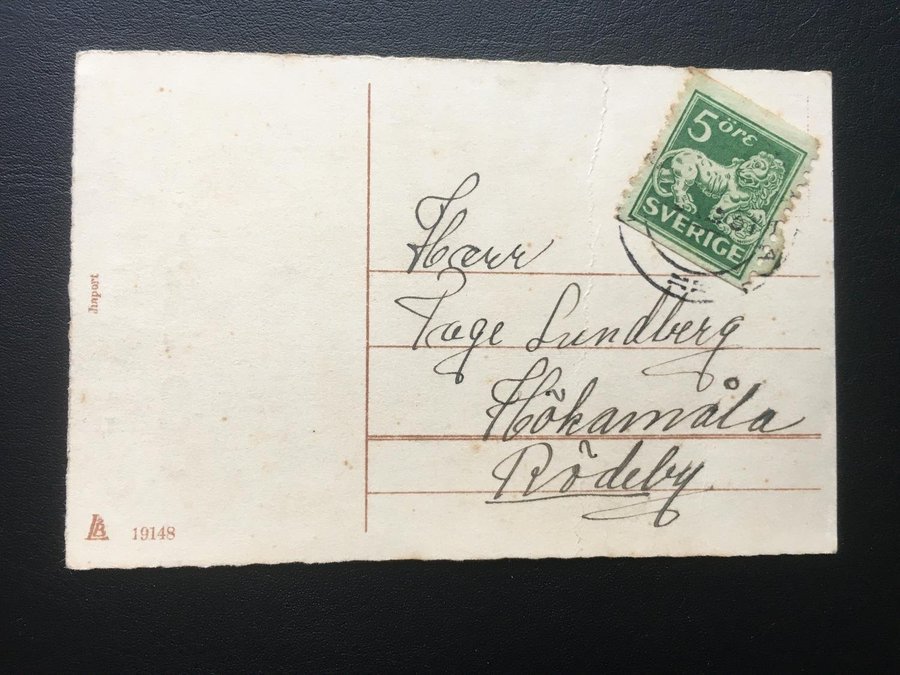 5 öre
SVERIGE
Herr
Tage Lundberg
Hökamåla
Rödeby
Import
19148